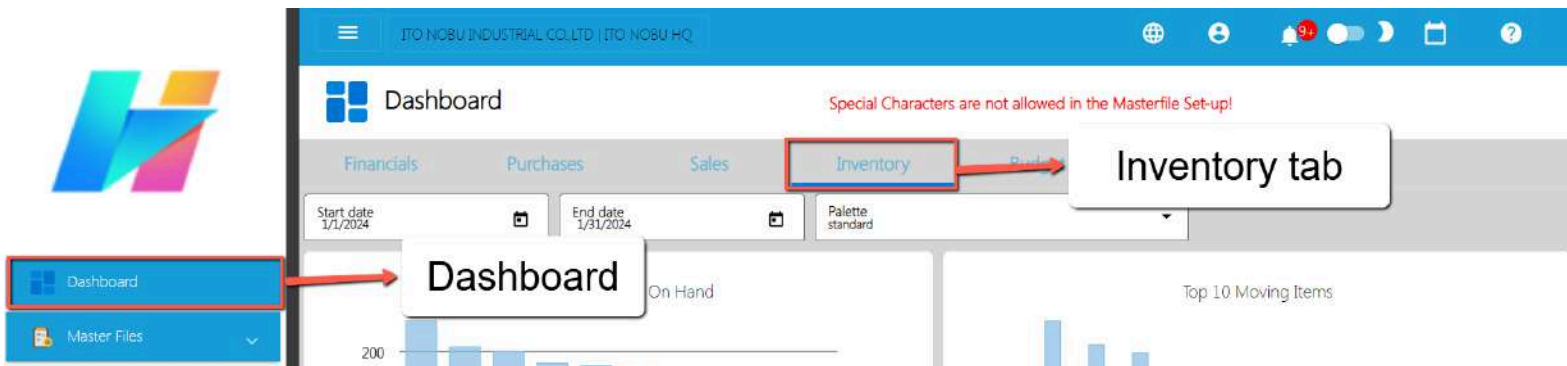 ITO NOBU INDUSTRIAL CO.,LTD | ITO NOBU HQ
9+
Dashboard
Special Characters are not allowed in the Masterfile Set-up!
Financials
Purchases
Sales
Inventory
Inventory tab
Start date
1/1/2024
End date
1/31/2024
Palette
standard
Dashboard
Dashboard
On Hand
Top 10 Moving Items
Master Files
200